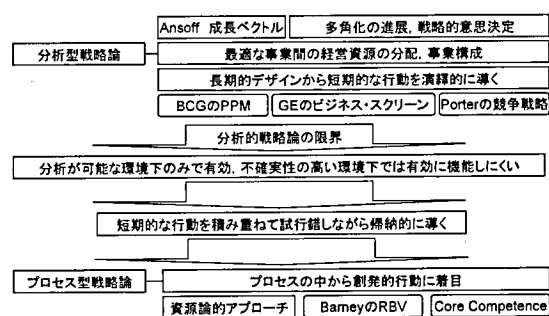 Ansoff 成長ベクトル
多角化の進展, 戦略的意思決定
分析型戦略論
最適な事業間の経営資源の分配, 事業構成
長期的デザインから短期的な行動を演繹的に導く
BCGのPPM
GEのビジネス・スクリーン
Porterの競争戦略
分析的戦略論の限界
分析が可能な環境下のみで有効, 不確実性の高い環境下では有効に機能しにくい
短期的な行動を積み重ねて試行錯しながら帰納的に導く
プロセス型戦略論
プロセスの中から創発的行動に着目
資源論的アプローチ
BarneyのRBV
Core Competence